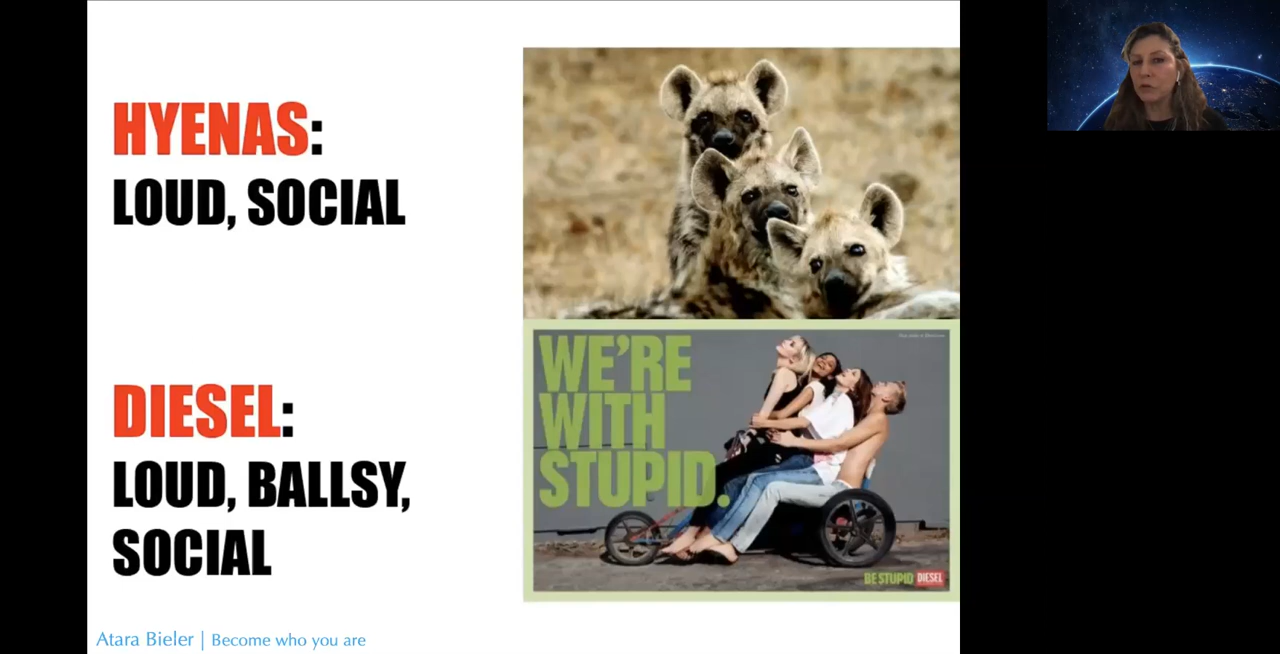 HYENAS:
LOUD, SOCIAL
DIESEL:
LOUD, BALLSY,
SOCIAL
WE'RE
WITH
STUPID.
BE STUPID DIESEL
Atara Bieler | Become who you are